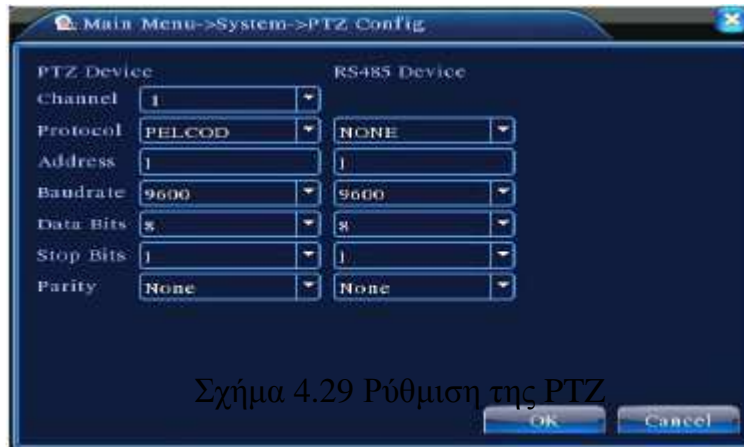 Main Menu->System->PTZ Config
PTZ Device RS485 Device
Channel 1
Protocol PELCOD NONE
Address 1 1
Baudrate 9600 9600
Data Bits 8 8
Stop Bits 1 1
Parity None None
Σχήμα 4.29 Ρύθμιση της PTZ
OK Cancel